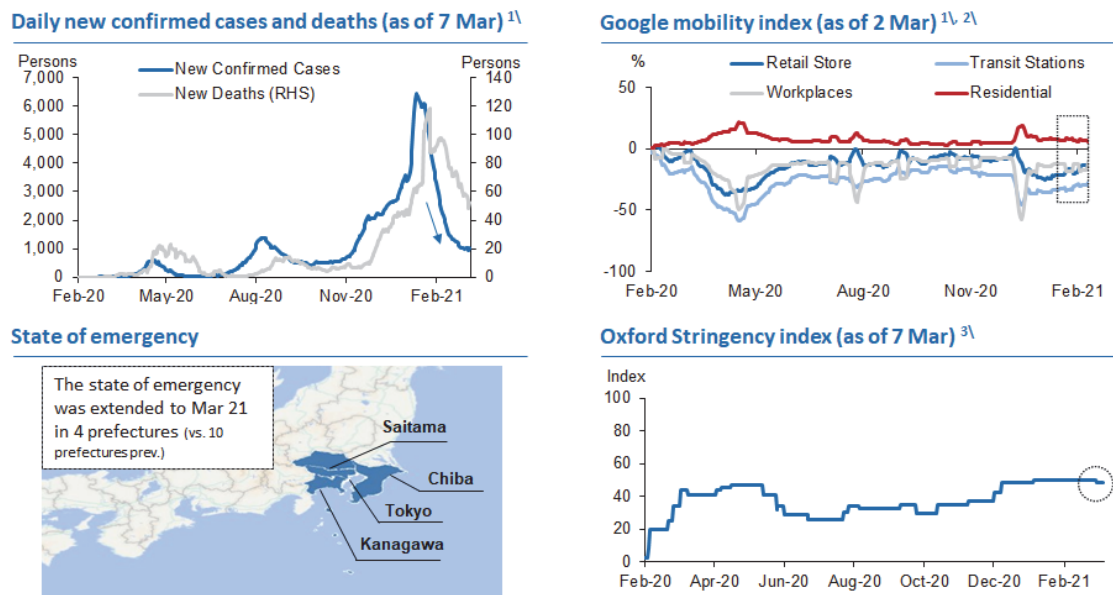 Daily new confirmed cases and deaths (as of 7 Mar) 1\
Persons
Persons
7,000
6,000
5,000
4,000
3,000
2,000
1,000
0
140
120
100
80
60
40
20
0
New Confirmed Cases
New Deaths (RHS)
Feb-20
May-20
Aug-20
Nov-20
Feb-21
Google mobility index (as of 2 Mar) 1\, 2\
%
Retail Store
Transit Stations
Workplaces
Residential
50
0
-50
-100
Feb-20
May-20
Aug-20
Nov-20
Feb-21
State of emergency
The state of emergency
was extended to Mar 21
in 4 prefectures (vs. 10
prefectures prev.)
Saitama
Chiba
Tokyo
Kanagawa
Oxford Stringency index (as of 7 Mar) 3\
Index
100
80
60
40
20
0
Feb-20
Apr-20
Jun-20
Aug-20
Oct-20
Dec-20
Feb-21